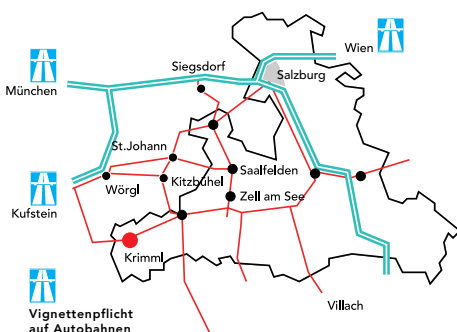 Siegsdorf
Wien
Salzburg
München
St.Johann
Saalfelden
Wörgl
Kitzbühel
Zell am See
Kufstein
Krimml
Villach
Vignettenpflicht
auf Autobahnen